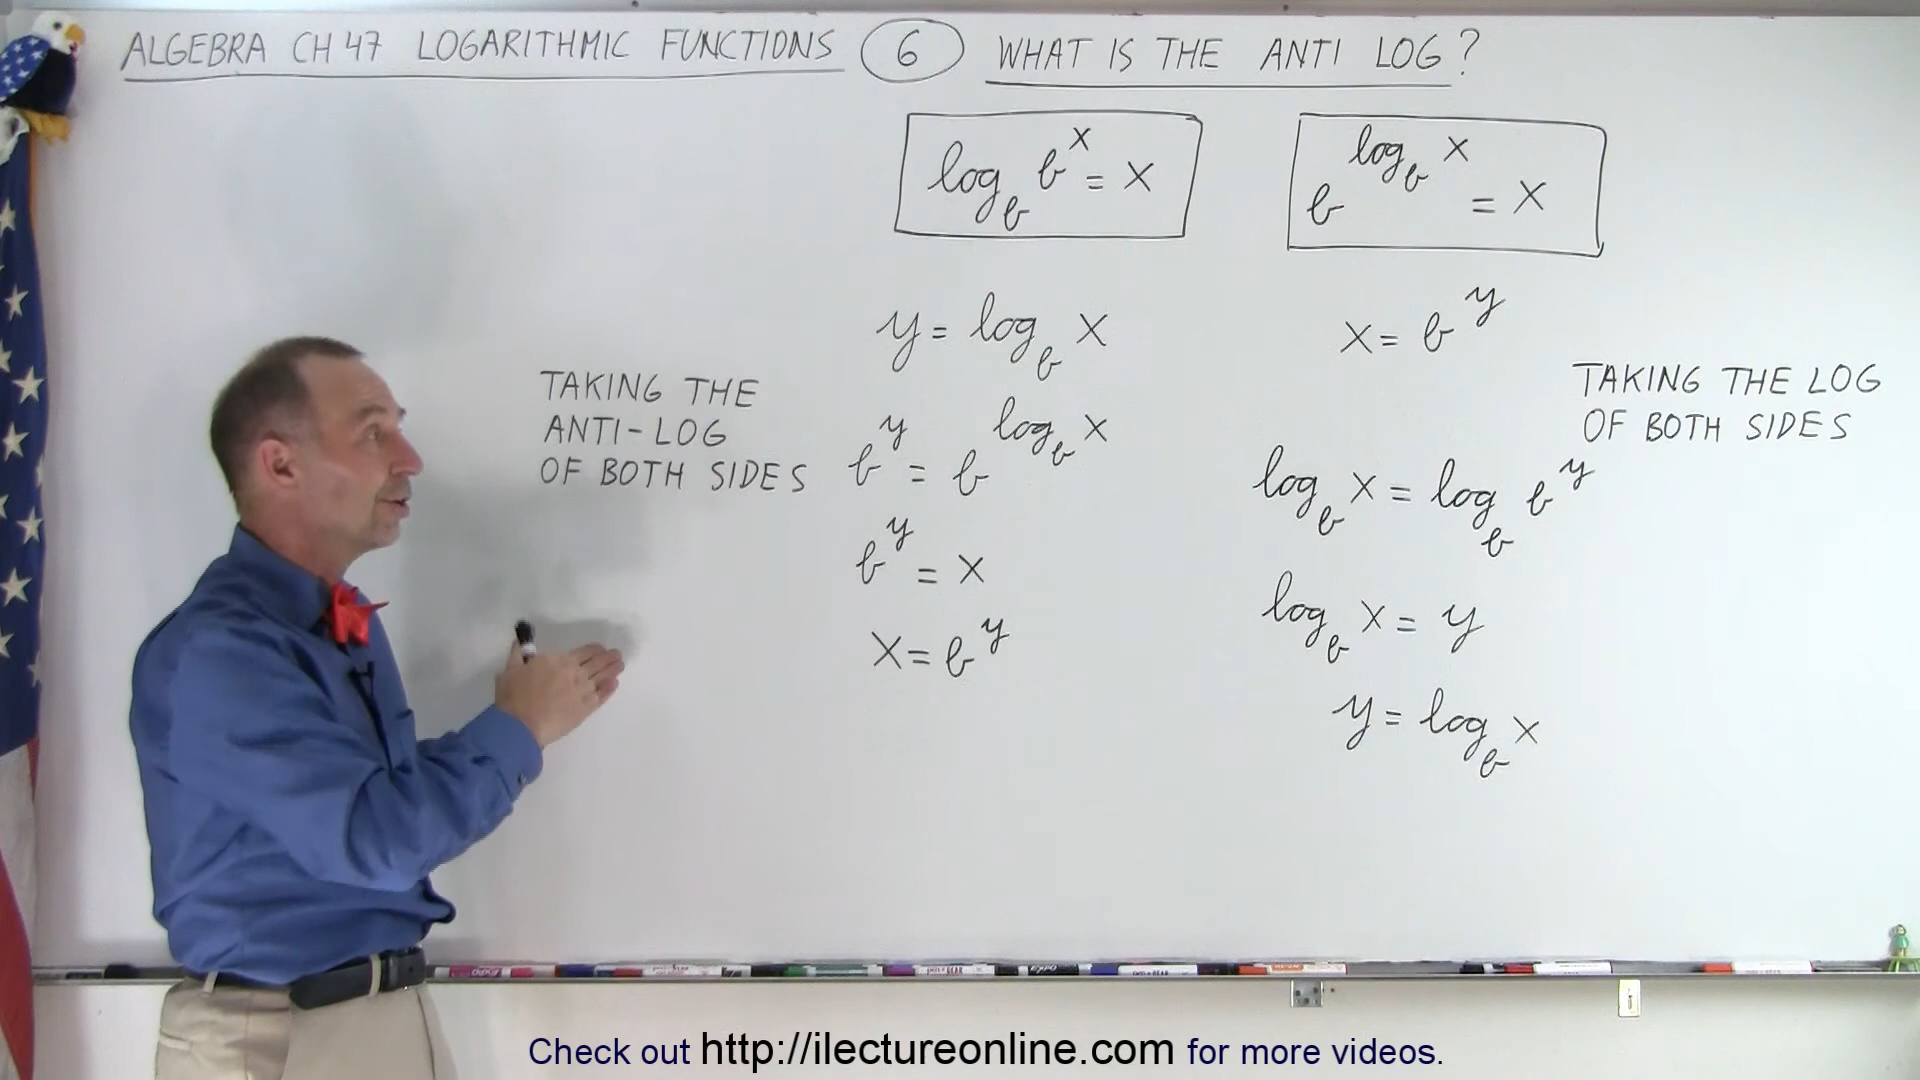 ALGEBRA CH 47 LOGARITHMIC FUNCTIONS 6 WHAT IS THE ANTI LOG?
log_b b^x = x
b^(log_b x) = x
y = log_b x
TAKING THE
ANTI-LOG
OF BOTH SIDES
b^y = b^(log_b x)
b^y = x
x = b^y
x = b^y
TAKING THE LOG
OF BOTH SIDES
log_b x = log_b b^y
log_b x = y
y = log_b x
Check out http://ilectureonline.com for more videos.